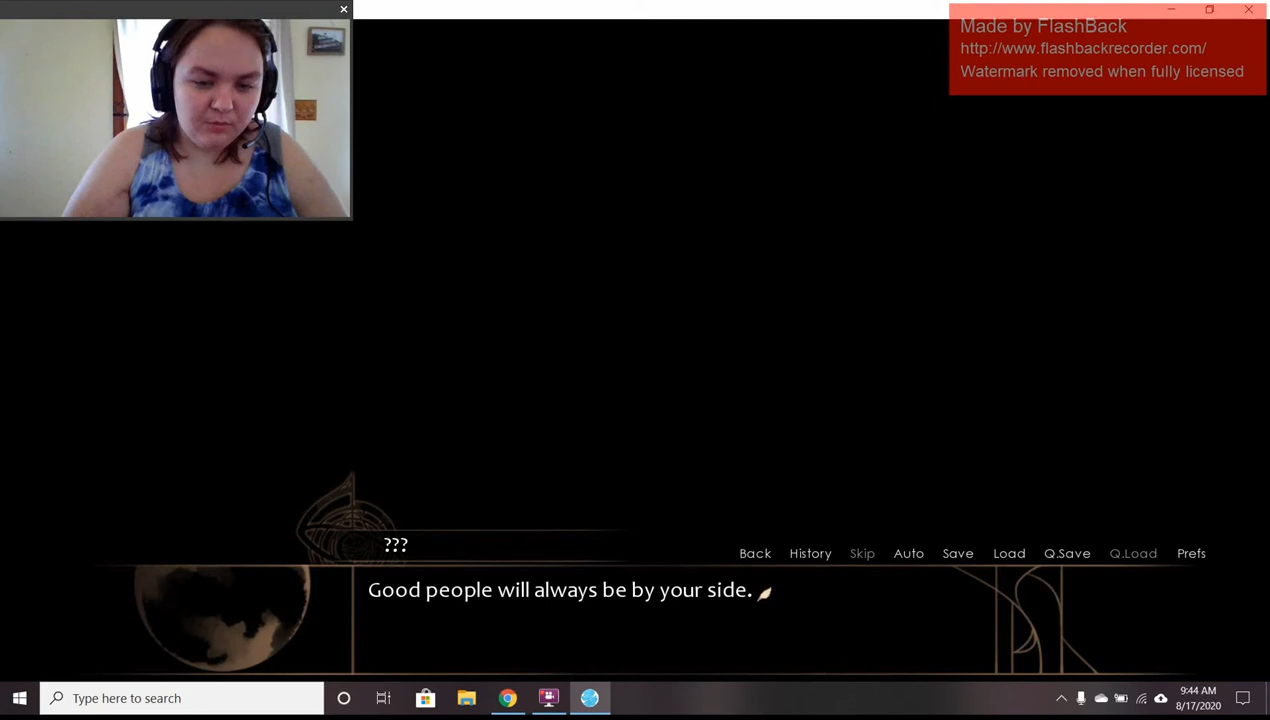 Made by FlashBack
http://www.flashbackrecorder.com/
Watermark removed when fully licensed
???
Back History Skip Auto Save Load Q.Save Q.Load Prefs
Good people will always be by your side.
Type here to search
9:44 AM
8/17/2020